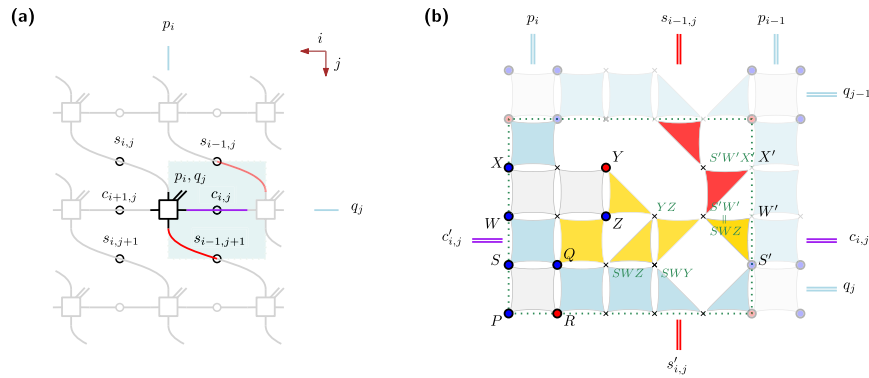 (a)
p_i
i
j
s_{i,j}
s_{i-1,j}
p_i, q_j
c_{i+1,j}
c_{i,j}
q_j
s_{i,j+1}
s_{i-1,j+1}
(b)
p_i
s_{i-1,j}
p_{i-1}
q_{j-1}
X
Y
S'W'X'
X'
W
Z
YZ
S'W'
=
SWZ
W'
c'_{i,j}
c_{i,j}
S
Q
SWZ
SWY
S'
q_j
P
R
s'_{i,j}